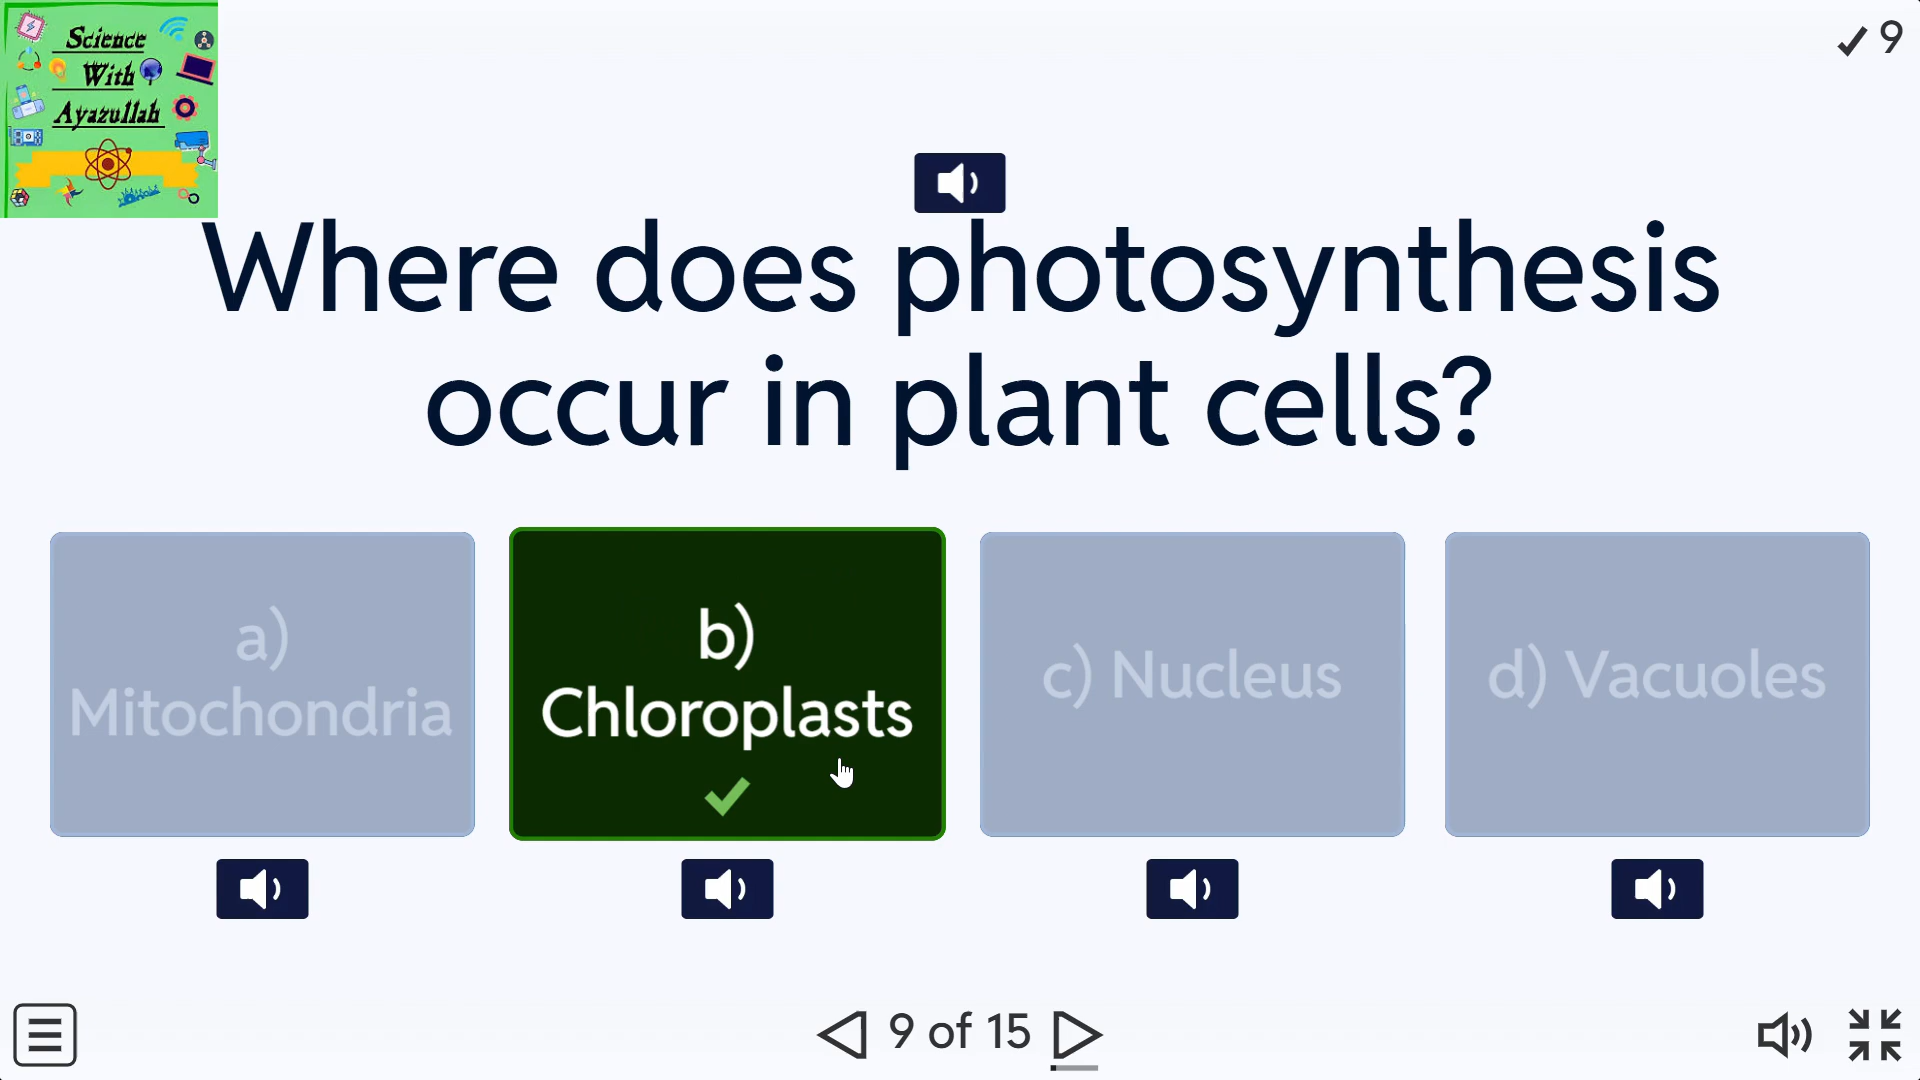 Science
With
Ayazullah
9
Where does photosynthesis
occur in plant cells?
a)
Mitochondria
b)
Chloroplasts
c) Nucleus
d) Vacuoles
9 of 15